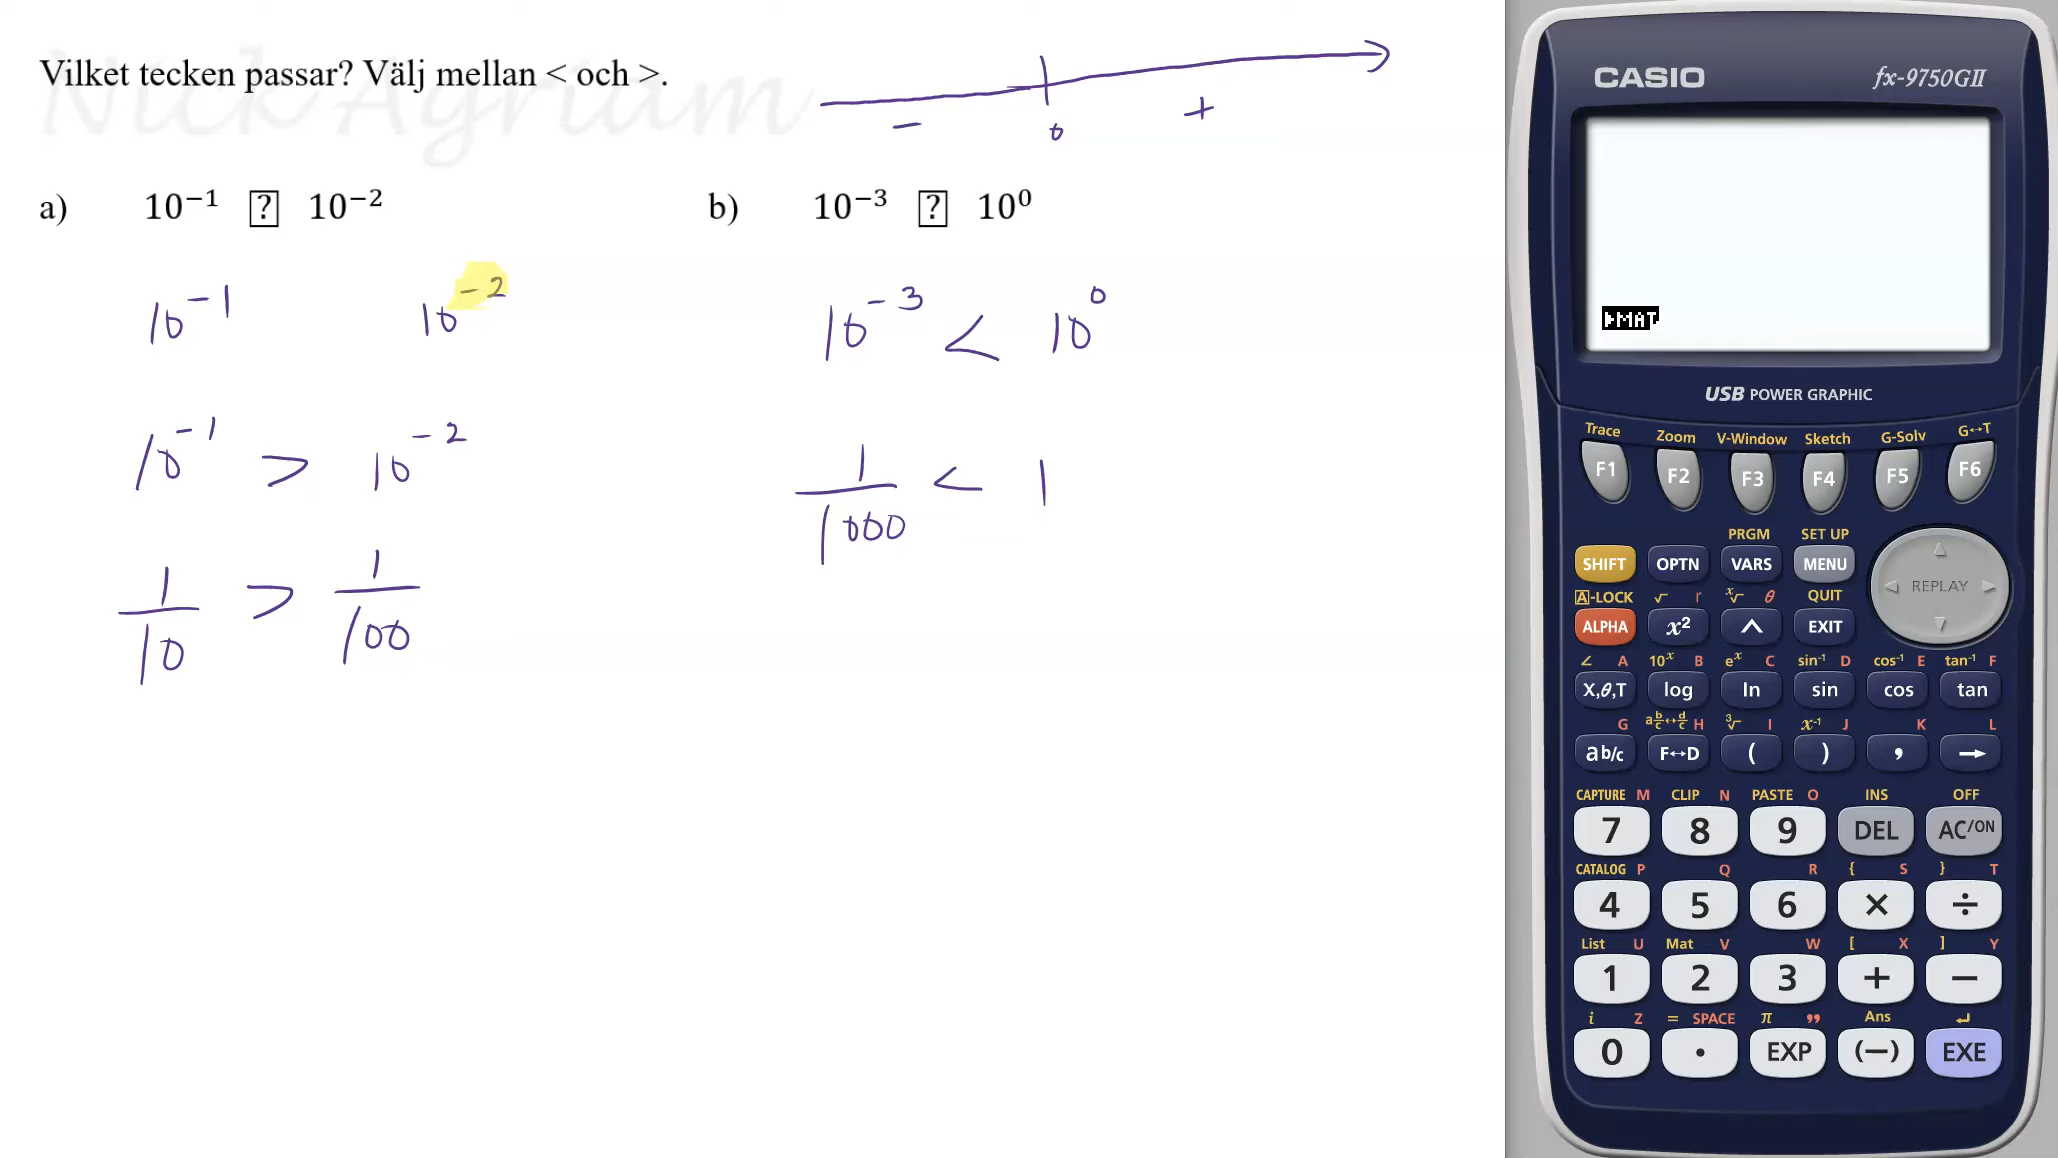 Vilket tecken passar? Välj mellan < och >.
Nick Agrium
− 0 +
a) 10⁻¹ ? 10⁻² b) 10⁻³ ? 10⁰
10⁻¹ 10⁻²
10⁻³ < 10⁰
10⁻¹ > 10⁻²
1/1000 < 1
1/10 > 1/100
CASIO fx-9750GII
▶MAT
USB POWER GRAPHIC
Trace Zoom V-Window Sketch G-Solv G↔T
F1 F2 F3 F4 F5 F6
PRGM SET UP
SHIFT OPTN VARS MENU
REPLAY
A-LOCK √ r ˣ√ θ QUIT
ALPHA x² ^ EXIT
∠ A 10ˣ B eˣ C sin⁻¹ D cos⁻¹ E tan⁻¹ F
X,θ,T log ln sin cos tan
G a b/c↔d/c H ³√ I x⁻¹ J K L
a b/c F↔D ( ) , →
CAPTURE M CLIP N PASTE O INS OFF
7 8 9 DEL AC/ON
CATALOG P Q R { S } T
4 5 6 × ÷
List U Mat V W [ X ] Y
1 2 3 + −
i Z = SPACE π ” Ans ↵
0 . EXP (−) EXE